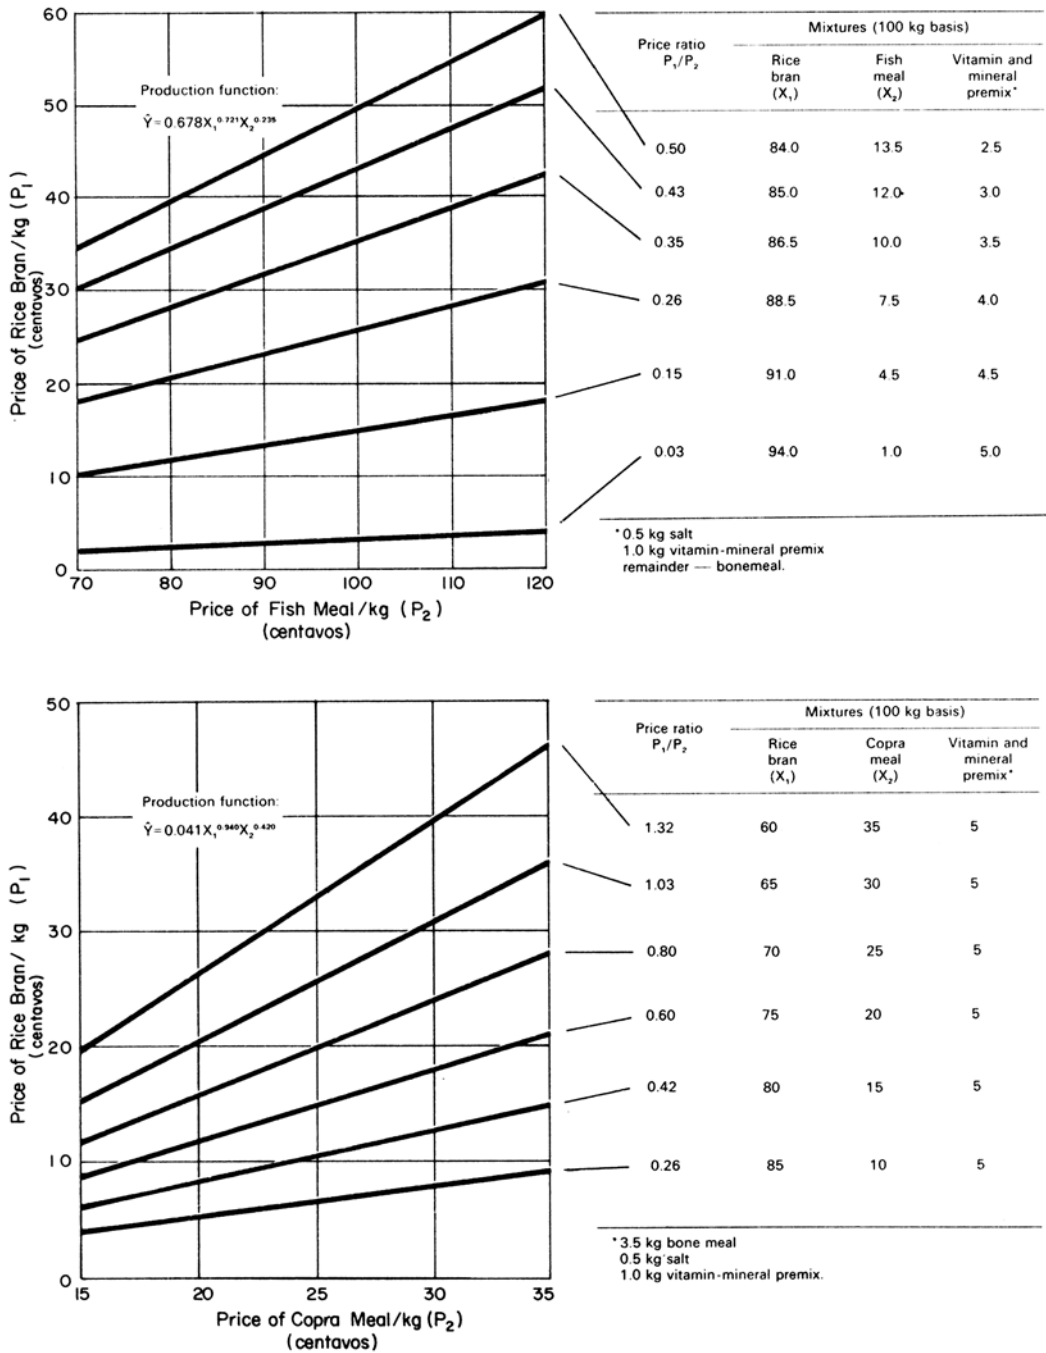 60
50
40
30
20
10
0
Price of Rice Bran/kg (P₁)
(centavos)
Production function:
Ŷ=0.678X₁^0.721X₂^0.235
70 80 90 100 110 120
Price of Fish Meal/kg (P₂)
(centavos)
Mixtures (100 kg basis)
Price ratio
P₁/P₂
Rice
bran
(X₁)
Fish
meal
(X₂)
Vitamin and
mineral
premix*
0.50 84.0 13.5 2.5
0.43 85.0 12.0 3.0
0.35 86.5 10.0 3.5
0.26 88.5 7.5 4.0
0.15 91.0 4.5 4.5
0.03 94.0 1.0 5.0
*0.5 kg salt
1.0 kg vitamin-mineral premix
remainder — bonemeal.
50
40
30
20
10
0
Price of Rice Bran/kg (P₁)
(centavos)
Production function:
Ŷ=0.041X₁^0.940X₂^0.420
15 20 25 30 35
Price of Copra Meal/kg (P₂)
(centavos)
Mixtures (100 kg basis)
Price ratio
P₁/P₂
Rice
bran
(X₁)
Copra
meal
(X₂)
Vitamin and
mineral
premix*
1.32 60 35 5
1.03 65 30 5
0.80 70 25 5
0.60 75 20 5
0.42 80 15 5
0.26 85 10 5
*3.5 kg bone meal
0.5 kg salt
1.0 kg vitamin-mineral premix.